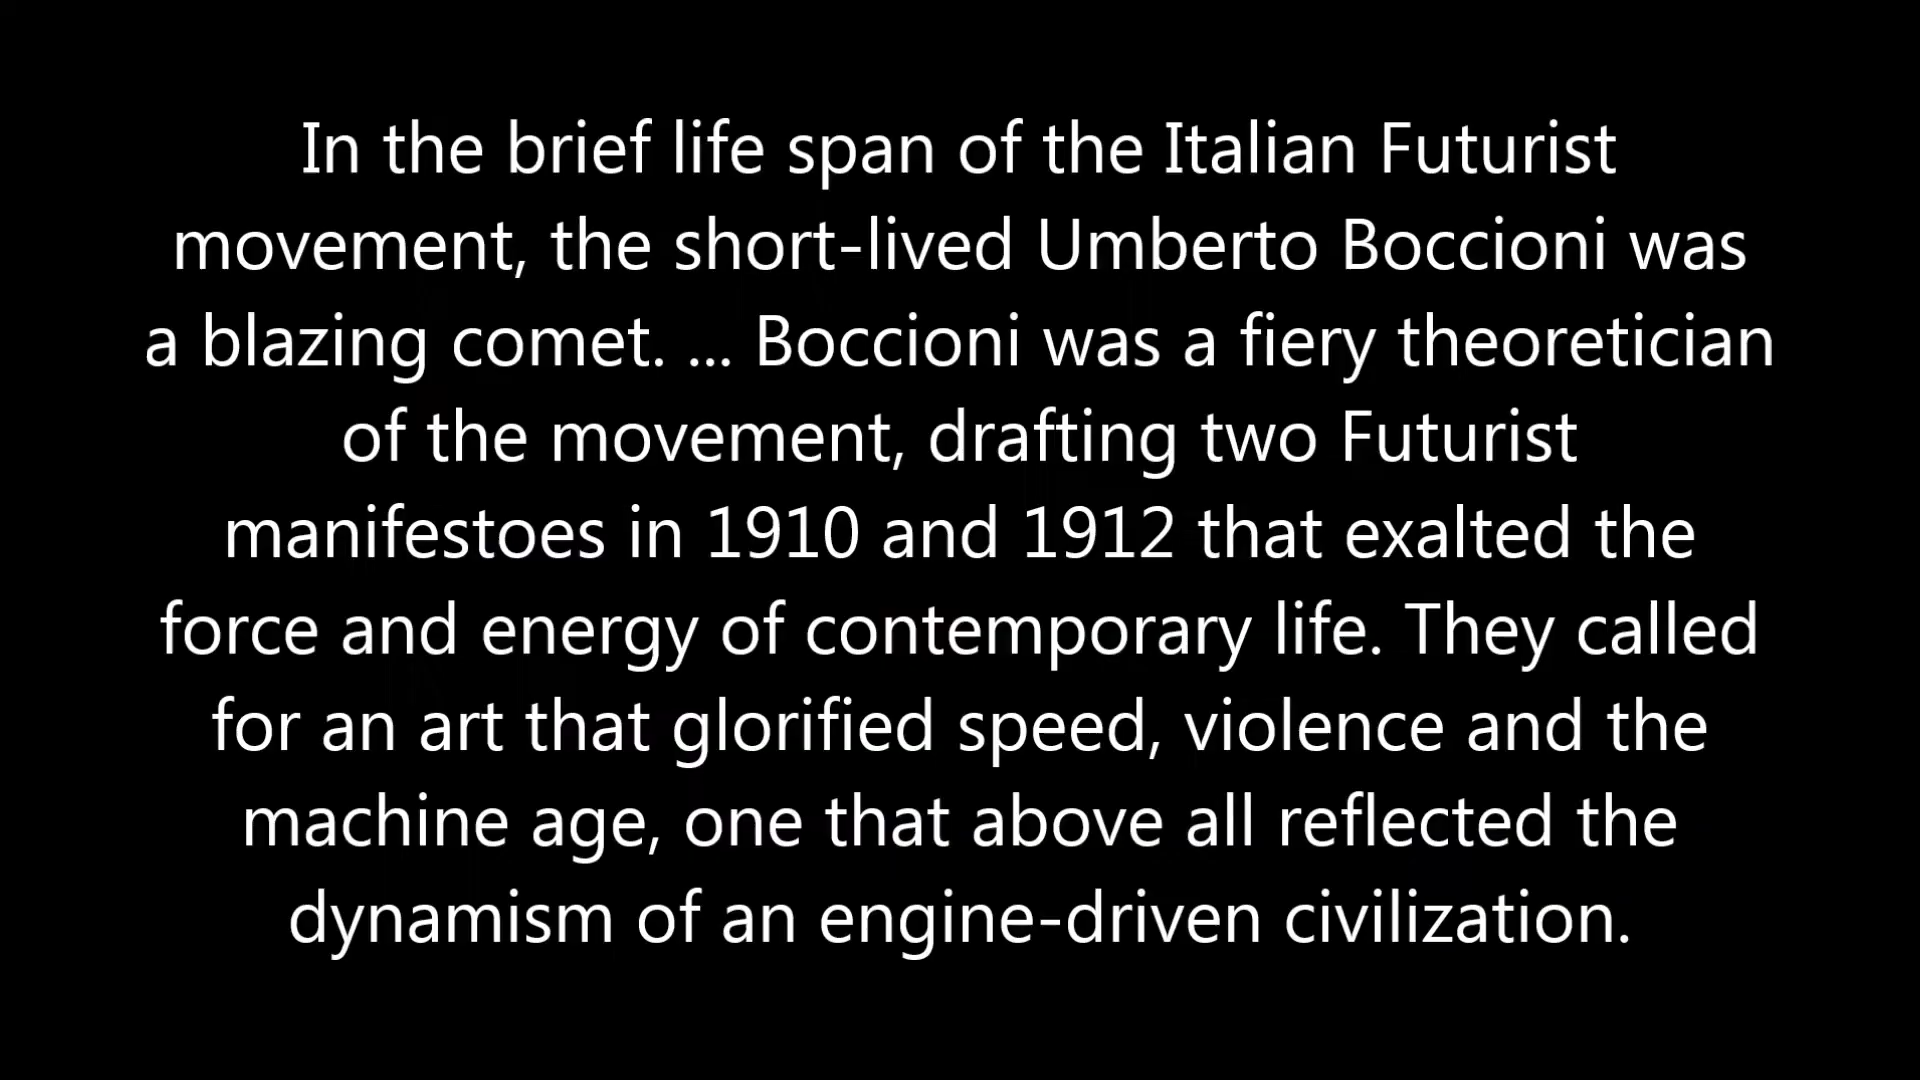 In the brief life span of the Italian Futurist
movement, the short-lived Umberto Boccioni was
a blazing comet. ... Boccioni was a fiery theoretician
of the movement, drafting two Futurist
manifestoes in 1910 and 1912 that exalted the
force and energy of contemporary life. They called
for an art that glorified speed, violence and the
machine age, one that above all reflected the
dynamism of an engine-driven civilization.